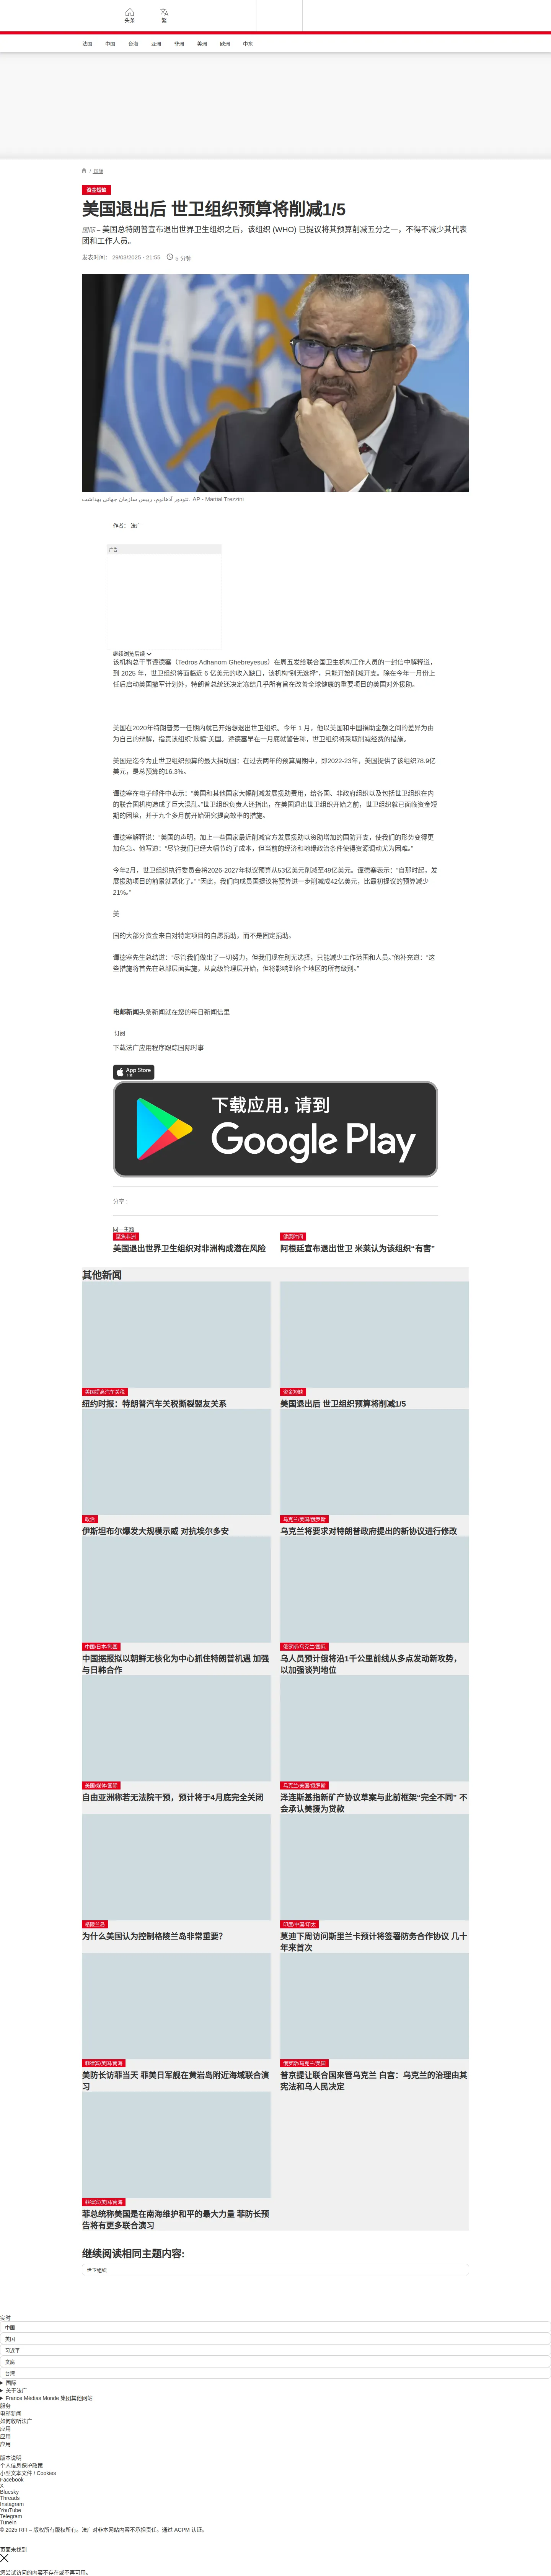 头条
繁
法国 中国 台海 亚洲 非洲 美洲 欧洲 中东
/ 国际
资金短缺
美国退出后 世卫组织预算将削减1/5
国际 – 美国总特朗普宣布退出世界卫生组织之后，该组织 (WHO) 已提议将其预算削减五分之一，不得不减少其代表
团和工作人员。
发表时间： 29/03/2025 - 21:55 5 分钟
تئودور آدهانوم، رییس سازمان جهانی بهداشت. AP - Martial Trezzini
作者： 法广
广告
继续浏览后续
该机构总干事谭德塞（Tedros Adhanom Ghebreyesus）在周五发给联合国卫生机构工作人员的一封信中解释道，
到 2025 年，世卫组织将面临近 6 亿美元的收入缺口，该机构“别无选择”，只能开始削减开支。除在今年一月份上
任后启动美国撤军计划外，特朗普总统还决定冻结几乎所有旨在改善全球健康的重要项目的美国对外援助。
美国在2020年特朗普第一任期内就已开始想退出世卫组织。今年 1 月，他以美国和中国捐助金额之间的差异为由
为自己的辩解，指责该组织“欺骗”美国。谭德塞早在一月底就警告称，世卫组织将采取削减经费的措施。
美国是迄今为止世卫组织预算的最大捐助国：在过去两年的预算周期中，即2022-23年，美国提供了该组织78.9亿
美元，是总预算的16.3%。
谭德塞在电子邮件中表示：“美国和其他国家大幅削减发展援助费用，给各国、非政府组织以及包括世卫组织在内
的联合国机构造成了巨大混乱。”世卫组织负责人还指出，在美国退出世卫组织开始之前，世卫组织就已面临资金短
期的困境，并于九个多月前开始研究提高效率的措施。
谭德塞解释说：“美国的声明，加上一些国家最近削减官方发展援助以资助增加的国防开支，使我们的形势变得更
加危急。他写道：“尽管我们已经大幅节约了成本，但当前的经济和地缘政治条件使得资源调动尤为困难。”
今年2月，世卫组织执行委员会将2026-2027年拟议预算从53亿美元削减至49亿美元。谭德塞表示：“自那时起，发
展援助项目的前景就恶化了。” “因此，我们向成员国提议将预算进一步削减成42亿美元，比最初提议的预算减少
21%。”
美
国的大部分资金来自对特定项目的自愿捐助，而不是固定捐助。
谭德塞先生总结道：“尽管我们做出了一切努力，但我们现在别无选择，只能减少工作范围和人员。”他补充道：“这
些措施将首先在总部层面实施，从高级管理层开始，但将影响到各个地区的所有级别。”
电邮新闻头条新闻就在您的每日新闻信里
订阅
下载法广应用程序跟踪国际时事
App Store
下载
下载应用，请到
Google Play
分享 :
同一主题
聚焦非洲
美国退出世界卫生组织对非洲构成潜在风险
健康时间
阿根廷宣布退出世卫 米莱认为该组织“有害”
其他新闻
美国提高汽车关税
纽约时报：特朗普汽车关税撕裂盟友关系
资金短缺
美国退出后 世卫组织预算将削减1/5
政治
伊斯坦布尔爆发大规模示威 对抗埃尔多安
乌克兰/美国/俄罗斯
乌克兰将要求对特朗普政府提出的新协议进行修改
中国/日本/韩国
中国据报拟以朝鲜无核化为中心抓住特朗普机遇 加强
与日韩合作
俄罗斯/乌克兰/国际
乌人员预计俄将沿1千公里前线从多点发动新攻势，
以加强谈判地位
美国/媒体/国际
自由亚洲称若无法院干预，预计将于4月底完全关闭
乌克兰/美国/俄罗斯
泽连斯基指新矿产协议草案与此前框架“完全不同” 不
会承认美援为贷款
格陵兰岛
为什么美国认为控制格陵兰岛非常重要？
印度/中国/印太
莫迪下周访问斯里兰卡预计将签署防务合作协议 几十
年来首次
菲律宾/美国/南海
美防长访菲当天 菲美日军舰在黄岩岛附近海域联合演
习
俄罗斯/乌克兰/美国
普京提让联合国来管乌克兰 白宫：乌克兰的治理由其
宪法和乌人民决定
菲律宾/美国/南海
菲总统称美国是在南海维护和平的最大力量 菲防长预
告将有更多联合演习
继续阅读相同主题内容:
世卫组织
实时
中国
美国
习近平
贪腐
台湾
国际
关于法广
France Médias Monde 集团其他网站
服务
电邮新闻
如何收听法广
应用
应用
应用
版本说明
个人信息保护政策
小型文本文件 / Cookies
Facebook
X
Bluesky
Threads
Instagram
YouTube
Telegram
TuneIn
© 2025 RFI – 版权所有版权所有。法广对非本网站内容不承担责任。通过 ACPM 认证。
页面未找到
您尝试访问的内容不存在或不再可用。